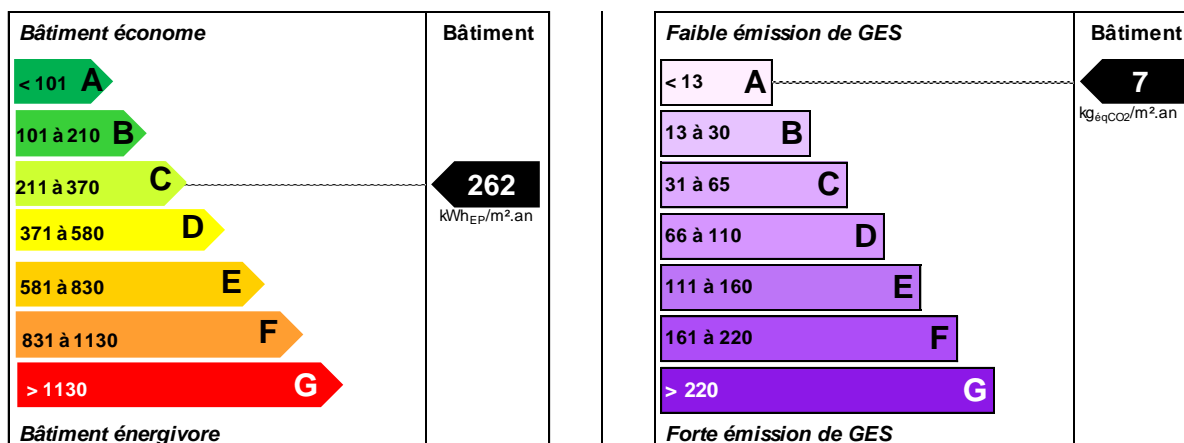 Bâtiment économe
Bâtiment
< 101 A
101 à 210 B
211 à 370 C
262
kWhEP/m².an
371 à 580 D
581 à 830 E
831 à 1130 F
> 1130 G
Bâtiment énergivore
Faible émission de GES
Bâtiment
< 13 A
7
kgéqCO2/m².an
13 à 30 B
31 à 65 C
66 à 110 D
111 à 160 E
161 à 220 F
> 220 G
Forte émission de GES